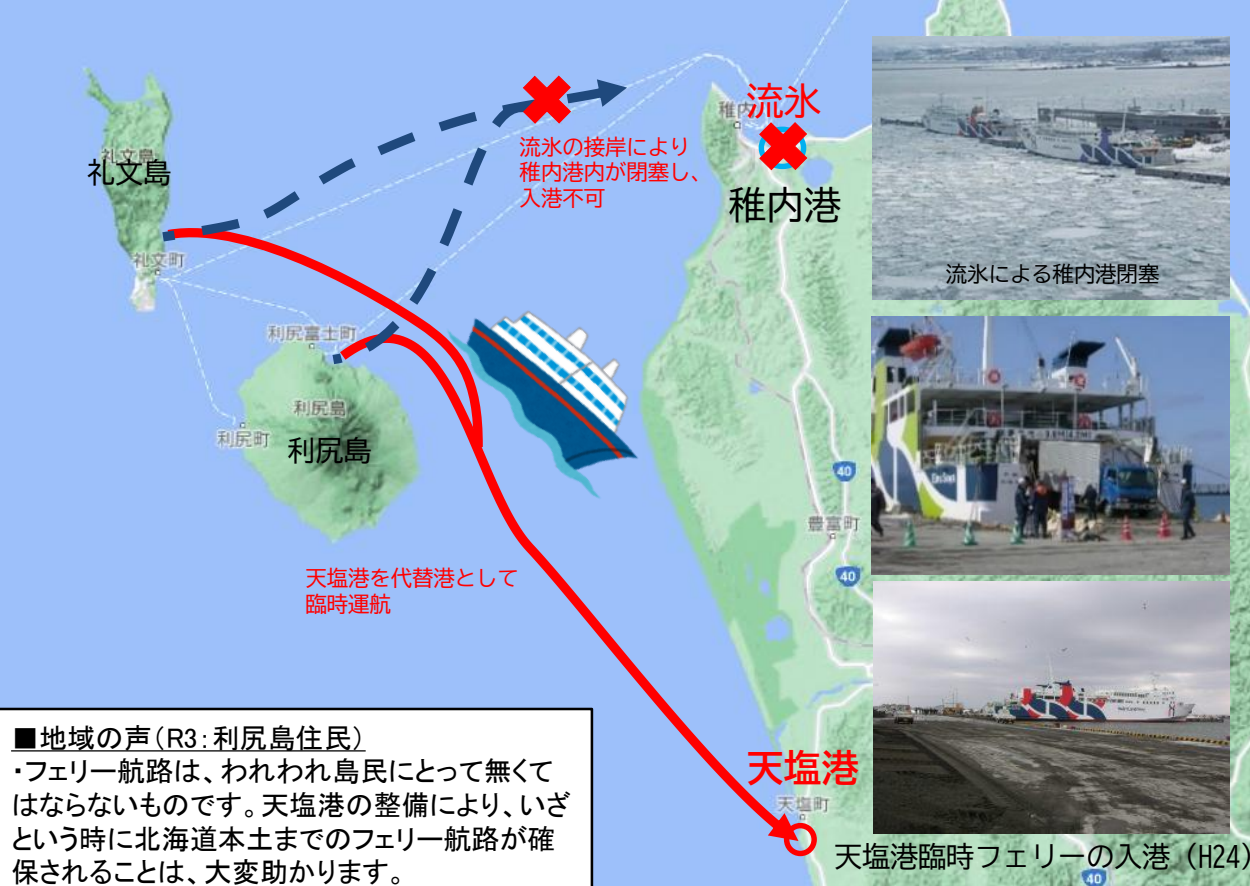 流氷
稚内
稚内港
流氷の接岸により
稚内港内が閉塞し、
入港不可
礼文島
礼文島
礼文町
利尻富士町
利尻島
利尻町
利尻島
流氷による稚内港閉塞
40
豊富町
40
天塩港を代替港として
臨時運航
天塩港
天塩町
天塩港臨時フェリーの入港（H24）
40
■地域の声（R3：利尻島住民）
・フェリー航路は、われわれ島民にとって無くて
はならないものです。天塩港の整備により、いざ
という時に北海道本土までのフェリー航路が確
保されることは、大変助かります。